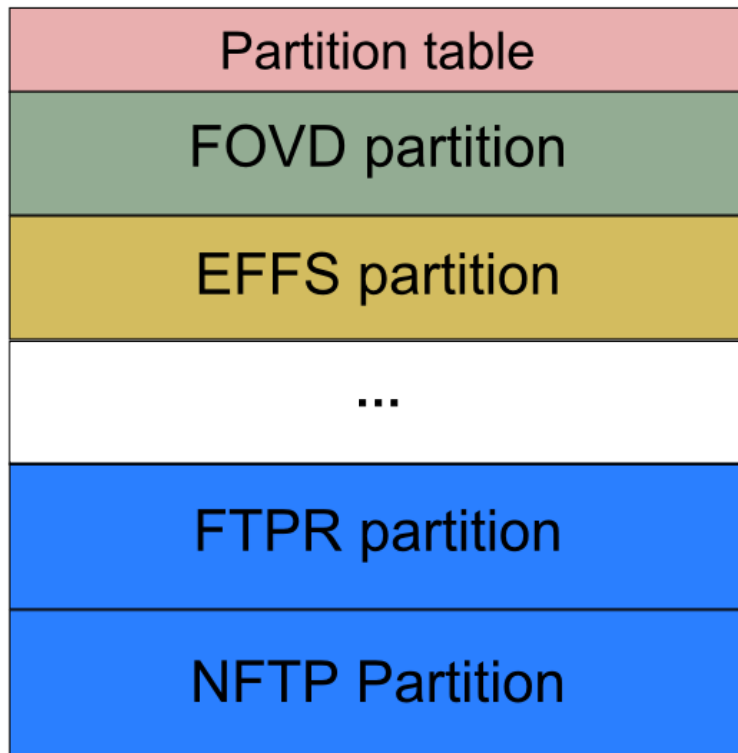 Partition table
FOVD partition
EFFS partition
...
FTPR partition
NFTP Partition